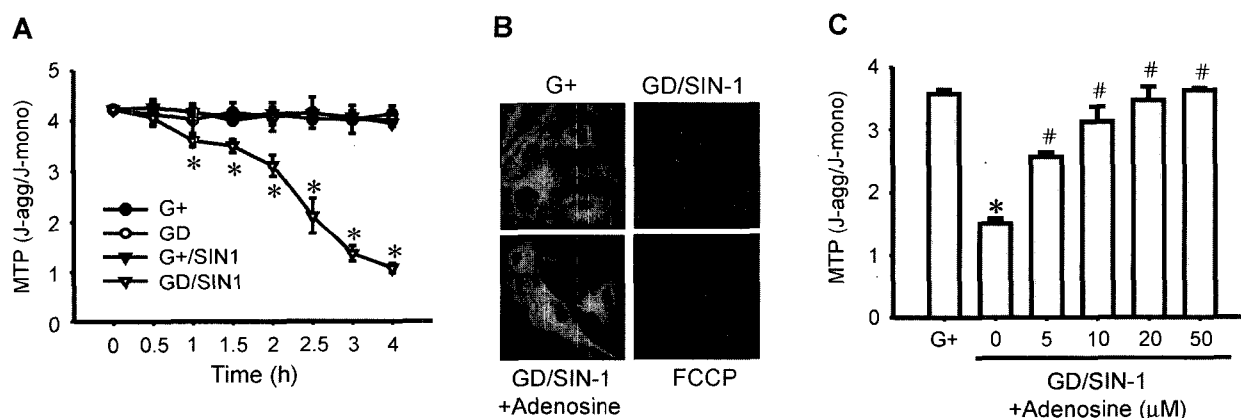 A
MTP (J-agg/J-mono)
5
4
3
2
1
0
*
*
*
*
*
*
G+
GD
G+/SIN1
GD/SIN1
0 0.5 1 1.5 2 2.5 3 4
Time (h)
B
G+ GD/SIN-1
GD/SIN-1 FCCP
+Adenosine
C
MTP (J-agg/J-mono)
4
3
2
1
0
*
#
#
#
#
G+ 0 5 10 20 50
GD/SIN-1
+Adenosine (μM)